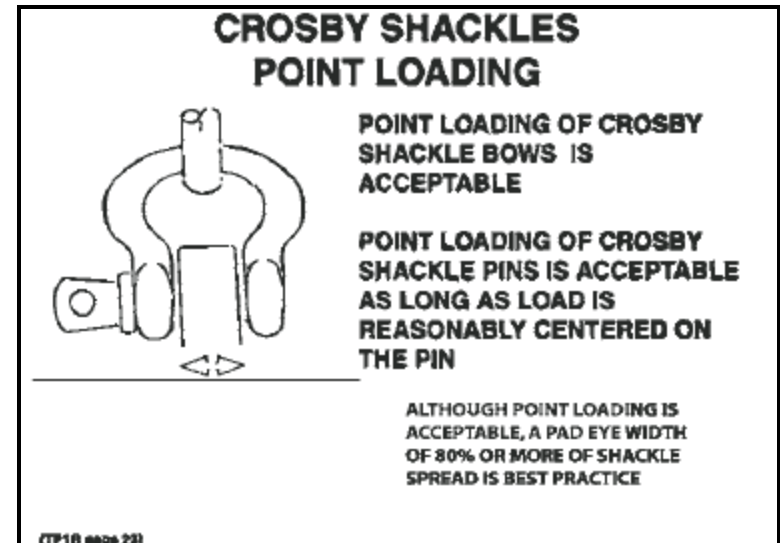 CROSBY SHACKLES
POINT LOADING
POINT LOADING OF CROSBY
SHACKLE BOWS IS
ACCEPTABLE
POINT LOADING OF CROSBY
SHACKLE PINS IS ACCEPTABLE
AS LONG AS LOAD IS
REASONABLY CENTERED ON
THE PIN
ALTHOUGH POINT LOADING IS
ACCEPTABLE, A PAD EYE WIDTH
OF 80% OR MORE OF SHACKLE
SPREAD IS BEST PRACTICE